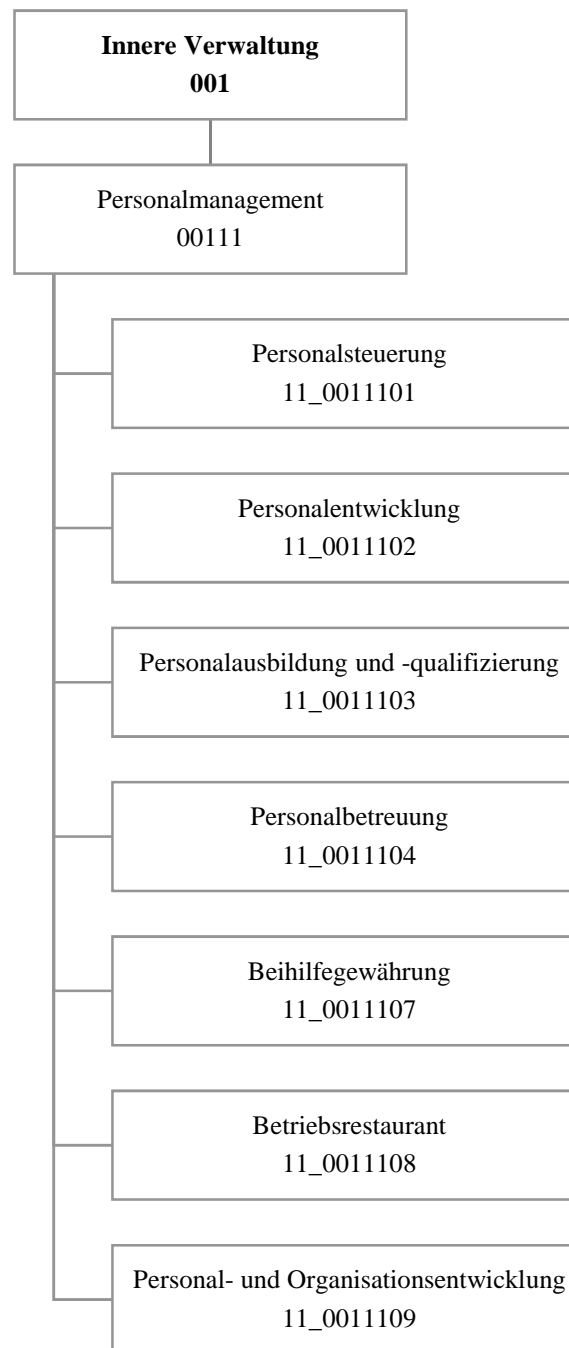 Innere Verwaltung
001
Personalmanagement
00111
Personalsteuerung
11_0011101
Personalentwicklung
11_0011102
Personalausbildung und -qualifizierung
11_0011103
Personalbetreuung
11_0011104
Beihilfegewährung
11_0011107
Betriebsrestaurant
11_0011108
Personal- und Organisationsentwicklung
11_0011109